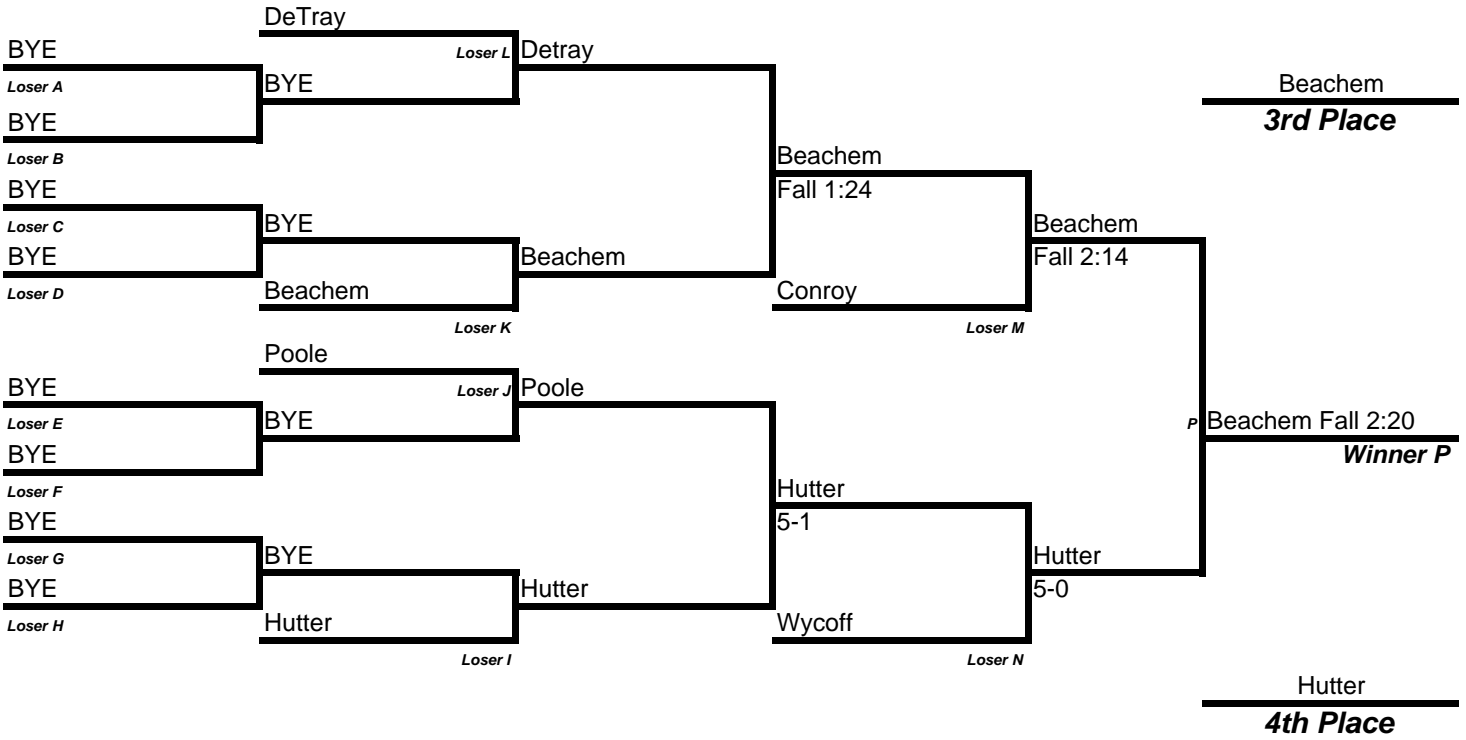 DeTray
BYE
Loser L
Detray
Loser A
BYE
Beachem
BYE
3rd Place
Loser B
Beachem
BYE
Fall 1:24
Loser C
BYE
Beachem
BYE
Beachem
Fall 2:14
Loser D
Beachem
Conroy
Loser K
Loser M
Poole
BYE
Loser J
Poole
Loser E
BYE
P
Beachem Fall 2:20
BYE
Winner P
Loser F
Hutter
BYE
5-1
Loser G
BYE
Hutter
BYE
Hutter
5-0
Loser H
Hutter
Wycoff
Loser I
Loser N
Hutter
4th Place